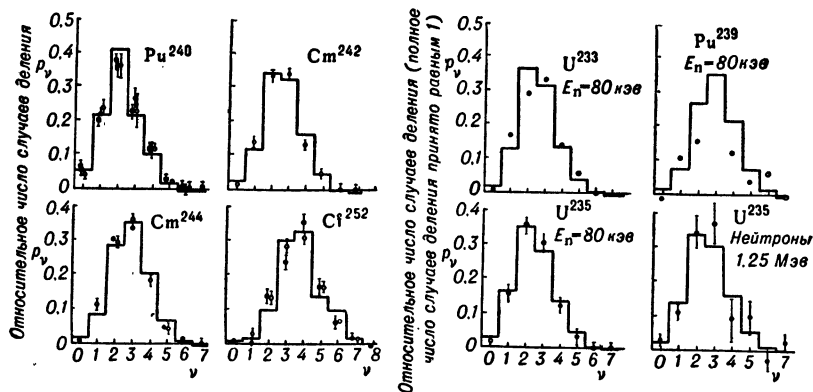 Относительное число случаев деления
0,5
0,4
0,3
0,2
0,1
0
Pν
Pu240
Cm242
0,4
0,3
0,2
0,1
0
Pν
Cm244
Cf252
0 1 2 3 4 5 6 7
ν
0 1 2 3 4 5 6 7 8
ν
Относительное число случаев деления (полное
число случаев деления принято равным 1)
0,5
0,4
0,3
0,2
0,1
0
Pν
U233
En=80 кэв
Pu239
En=80кэв
0,4
0,3
0,2
0,1
0
Pν
U235
En=80 кэв
U235
Нейтроны
1.25 Мэв
0 1 2 3 4 5 6 7
ν
0 1 2 3 4 5 6 7
ν